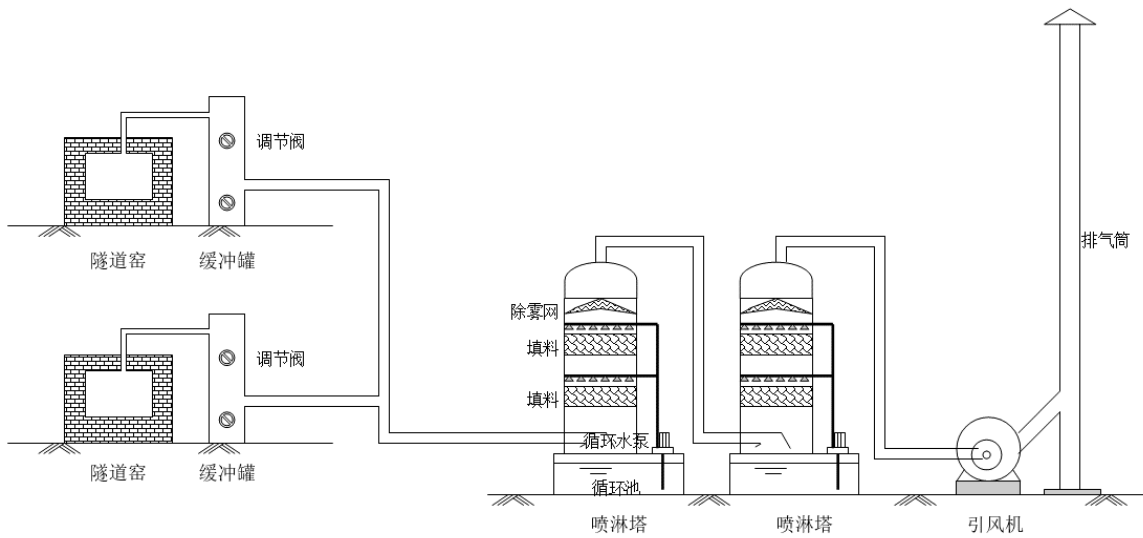 调节阀
隧道窑
缓冲罐
调节阀
隧道窑
缓冲罐
除雾网
填料
填料
循环水泵
循环池
喷淋塔
喷淋塔
引风机
排气筒